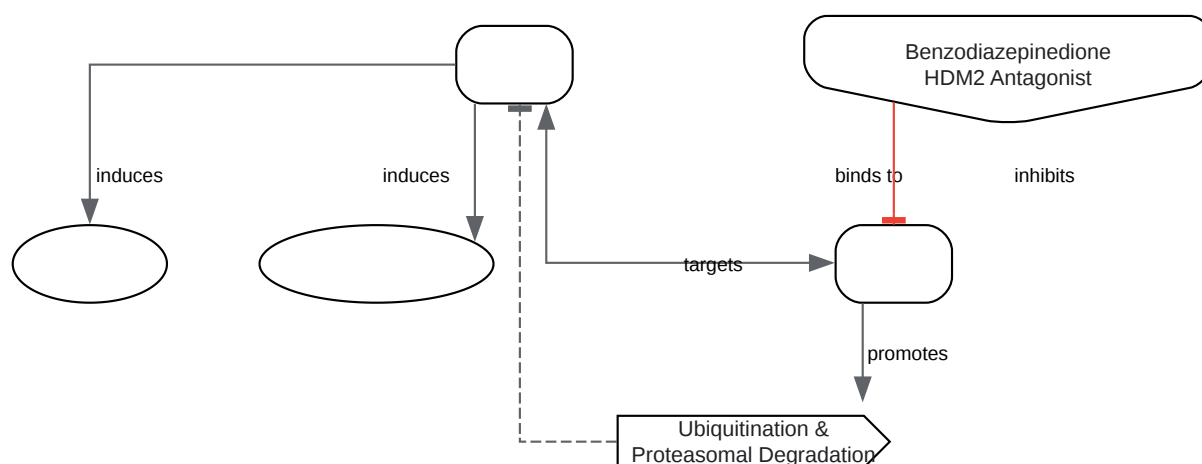 Benzodiazepinedione
HDM2 Antagonist
induces
induces
binds to
inhibits
targets
promotes
Ubiquitination &
Proteasomal Degradation